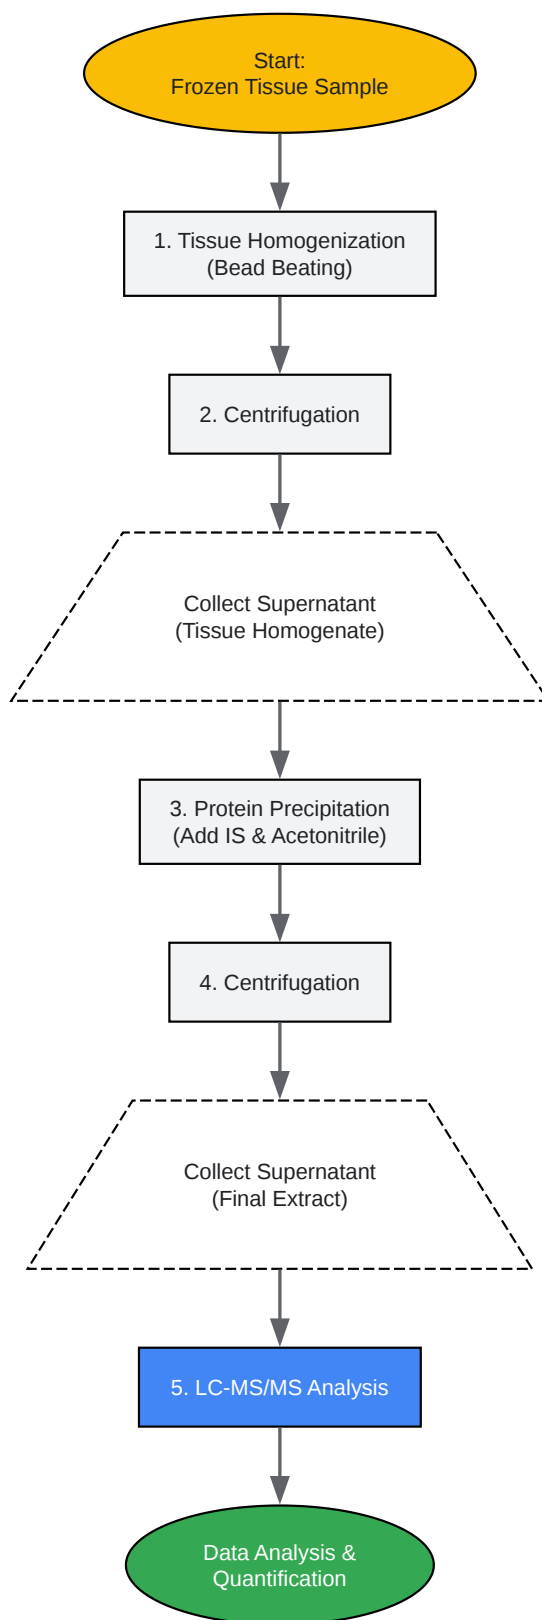 Start:
Frozen Tissue Sample
1. Tissue Homogenization
(Bead Beating)
2. Centrifugation
Collect Supernatant
(Tissue Homogenate)
3. Protein Precipitation
(Add IS & Acetonitrile)
4. Centrifugation
Collect Supernatant
(Final Extract)
5. LC-MS/MS Analysis
Data Analysis &
Quantification